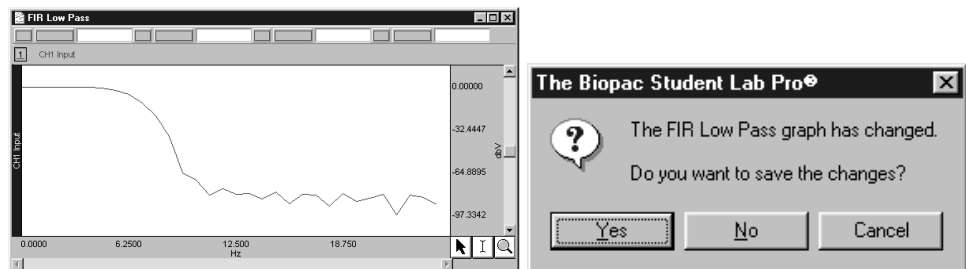 FIR Low Pass
1 CH1 Input
CH1 Input
0.00000
-32.4447
-64.8895
-97.3342
dbV
0.0000 6.2500 12.500 18.750
Hz
The Biopac Student Lab Pro®
The FIR Low Pass graph has changed.
Do you want to save the changes?
Yes No Cancel